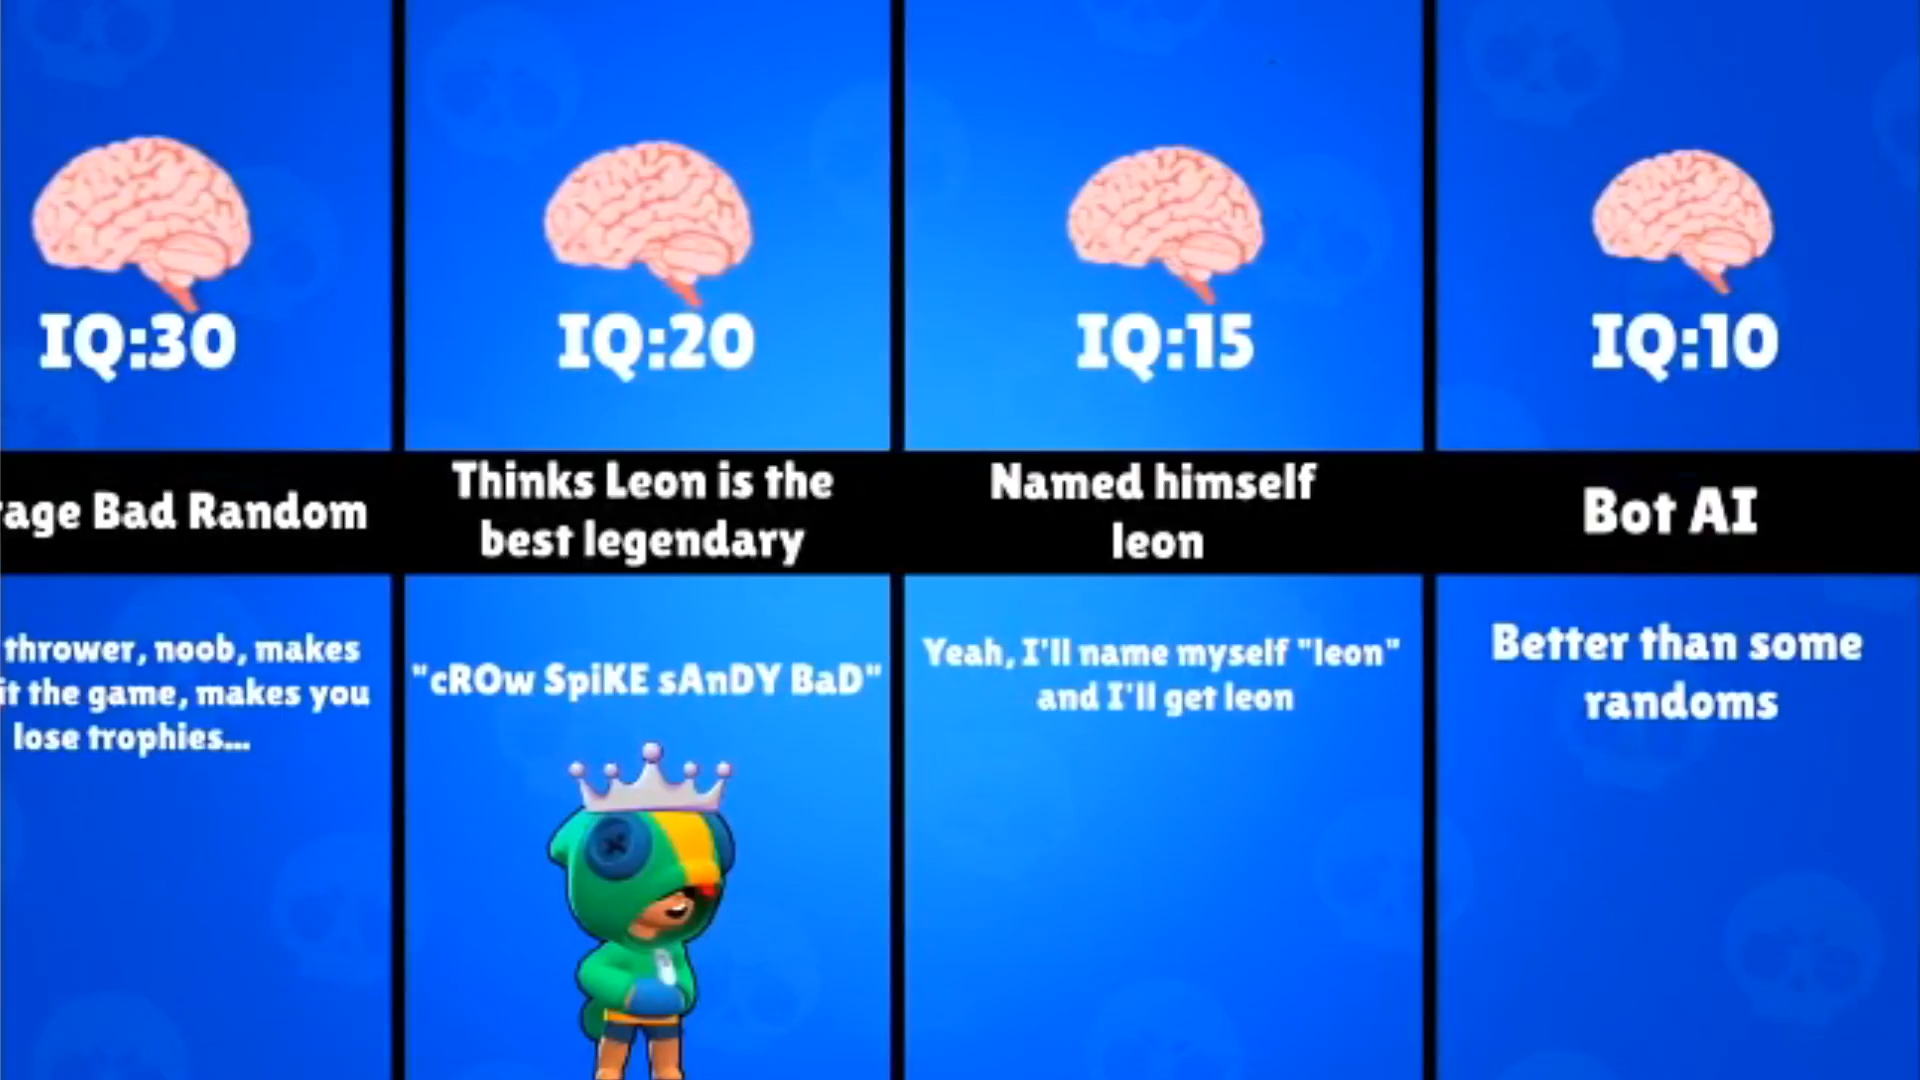 IQ:30
rage Bad Random
thrower, noob, makes
it the game, makes you
lose trophies...
IQ:20
Thinks Leon is the
best legendary
"cROw SpiKE sAnDY BaD"
IQ:15
Named himself
leon
Yeah, I'll name myself "leon"
and I'll get leon
IQ:10
Bot AI
Better than some
randoms